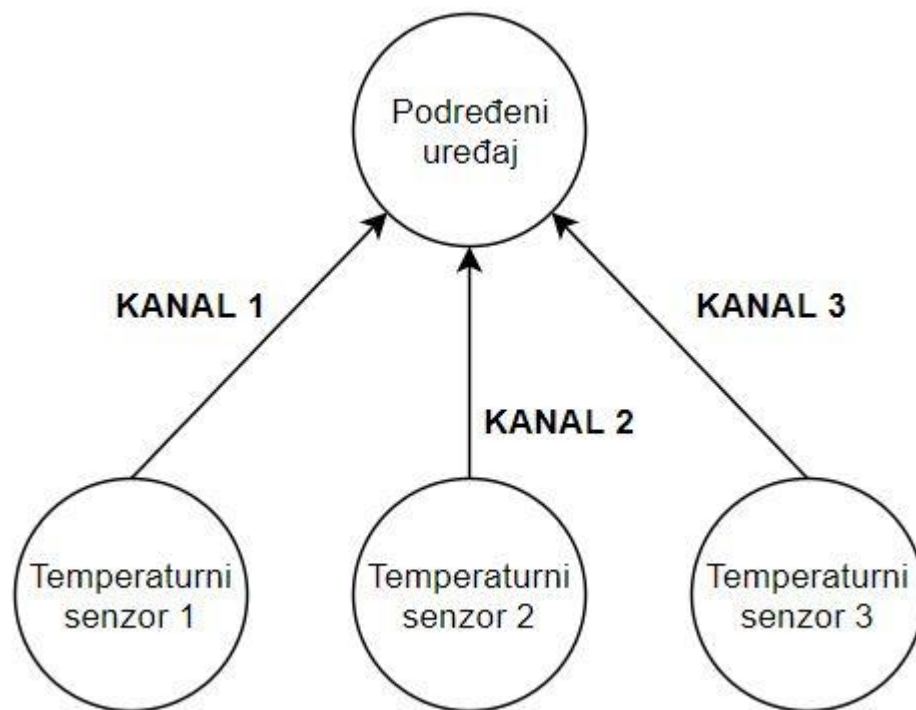 Podređeni
uređaj
KANAL 1
KANAL 3
KANAL 2
Temperaturni
senzor 1
Temperaturni
senzor 2
Temperaturni
senzor 3